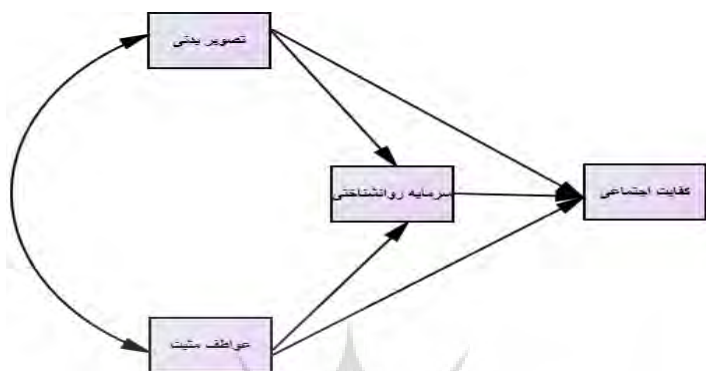 تصویر بدنی
سرمایه روانشناختی
کفایت اجتماعی
عواطف مثبت